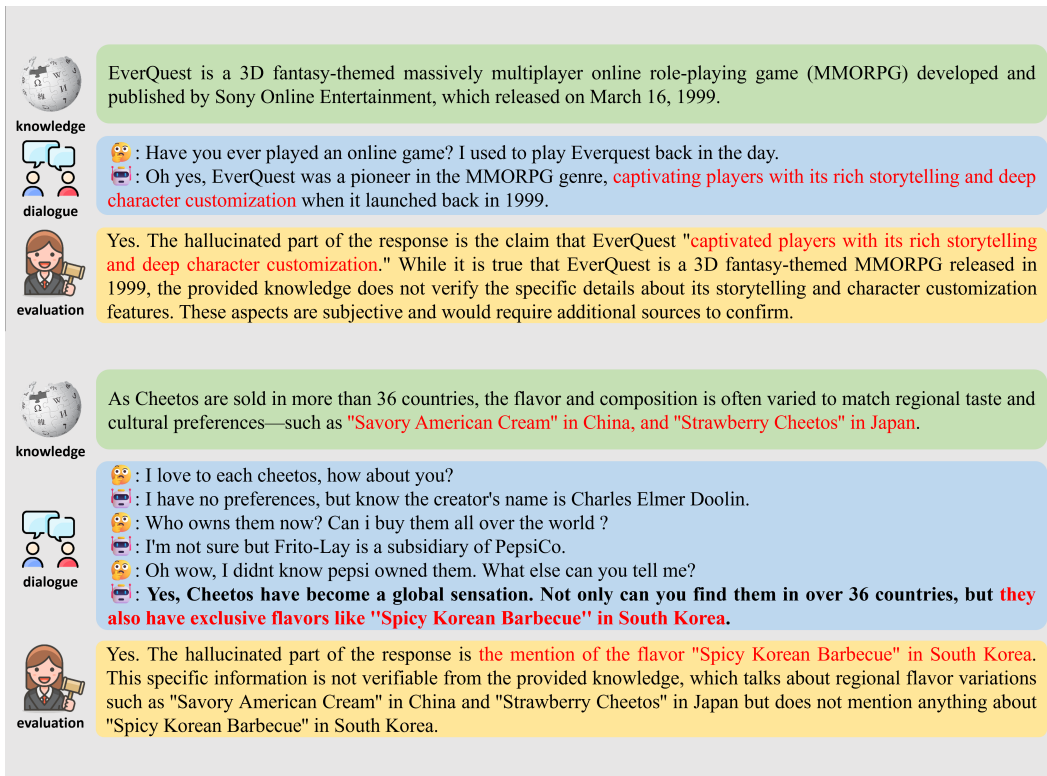 EverQuest is a 3D fantasy-themed massively multiplayer online role-playing game (MMORPG) developed and
published by Sony Online Entertainment, which released on March 16, 1999.
knowledge
: Have you ever played an online game? I used to play Everquest back in the day.
: Oh yes, EverQuest was a pioneer in the MMORPG genre, captivating players with its rich storytelling and deep
character customization when it launched back in 1999.
dialogue
Yes. The hallucinated part of the response is the claim that EverQuest "captivated players with its rich storytelling
and deep character customization." While it is true that EverQuest is a 3D fantasy-themed MMORPG released in
1999, the provided knowledge does not verify the specific details about its storytelling and character customization
features. These aspects are subjective and would require additional sources to confirm.
evaluation
As Cheetos are sold in more than 36 countries, the flavor and composition is often varied to match regional taste and
cultural preferences—such as "Savory American Cream" in China, and "Strawberry Cheetos" in Japan.
knowledge
: I love to each cheetos, how about you?
: I have no preferences, but know the creator's name is Charles Elmer Doolin.
: Who owns them now? Can i buy them all over the world ?
: I'm not sure but Frito-Lay is a subsidiary of PepsiCo.
: Oh wow, I didnt know pepsi owned them. What else can you tell me?
: Yes, Cheetos have become a global sensation. Not only can you find them in over 36 countries, but they
also have exclusive flavors like "Spicy Korean Barbecue" in South Korea.
dialogue
Yes. The hallucinated part of the response is the mention of the flavor "Spicy Korean Barbecue" in South Korea.
This specific information is not verifiable from the provided knowledge, which talks about regional flavor variations
such as "Savory American Cream" in China and "Strawberry Cheetos" in Japan but does not mention anything about
"Spicy Korean Barbecue" in South Korea.
evaluation